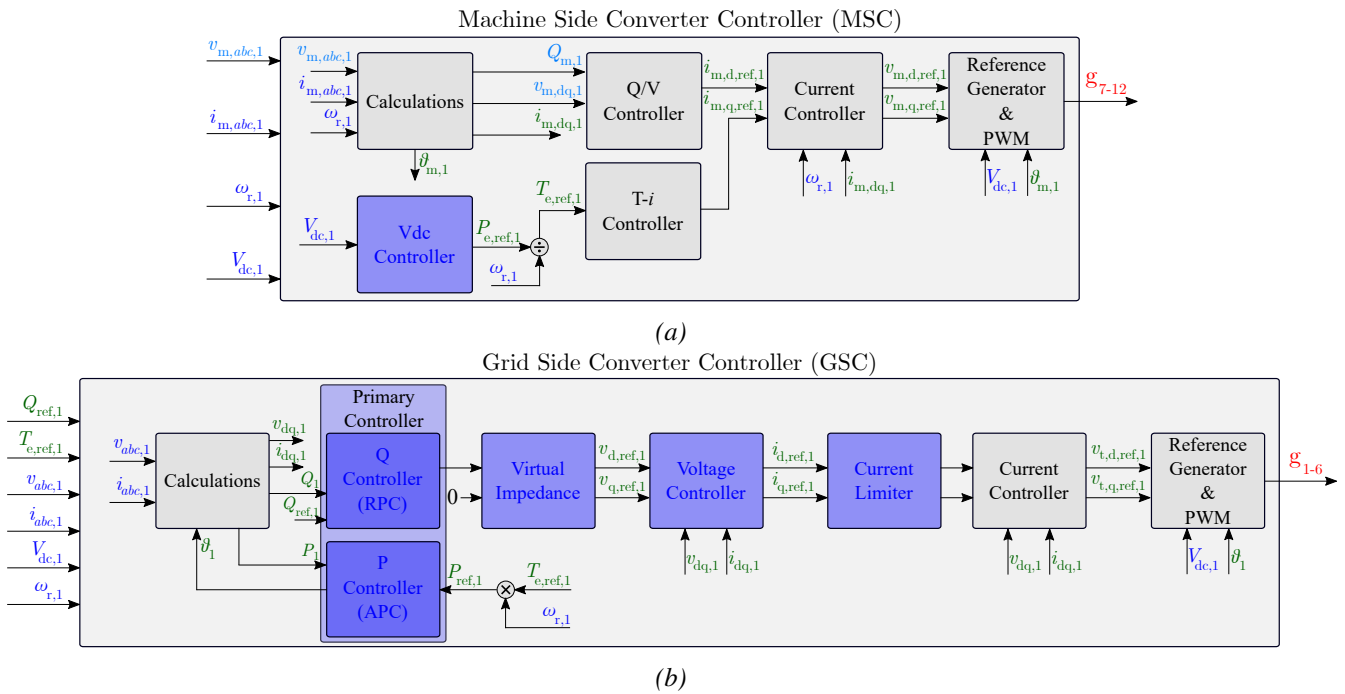 Machine Side Converter Controller (MSC)
v_m,abc,1
i_m,abc,1
ω_r,1
V_dc,1
v_m,abc,1
i_m,abc,1
ω_r,1
Calculations
ϑ_m,1
Q_m,1
v_m,dq,1
i_m,dq,1
Q/V
Controller
i_m,d,ref,1
i_m,q,ref,1
Current
Controller
ω_r,1
i_m,dq,1
v_m,d,ref,1
v_m,q,ref,1
Reference
Generator
&
PWM
V_dc,1
ϑ_m,1
g_7-12
V_dc,1
Vdc
Controller
P_e,ref,1
÷
ω_r,1
T_e,ref,1
T-i
Controller
(a)
Grid Side Converter Controller (GSC)
Q_ref,1
T_e,ref,1
v_abc,1
i_abc,1
V_dc,1
ω_r,1
v_abc,1
i_abc,1
Calculations
v_dq,1
i_dq,1
Q_1
Q_ref,1
ϑ_1
P_1
Primary
Controller
Q
Controller
(RPC)
P
Controller
(APC)
0
P_ref,1
×
T_e,ref,1
ω_r,1
Virtual
Impedance
v_d,ref,1
v_q,ref,1
Voltage
Controller
v_dq,1
i_dq,1
i_d,ref,1
i_q,ref,1
Current
Limiter
Current
Controller
v_dq,1
i_dq,1
v_t,d,ref,1
v_t,q,ref,1
Reference
Generator
&
PWM
V_dc,1
ϑ_1
g_1-6
(b)